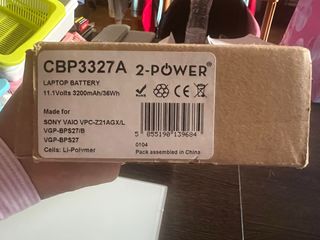 CBP3327A 2-POWER®
LAPTOP BATTERY
11.1Volts 3200mAh/36Wh
Made for
SONY VAIO VPC-Z21AGX/L
VGP-BPS27/B
VGP-BPS27
Cells: Li-Polymer
5 055190 139684
0104
Pack assembled in China